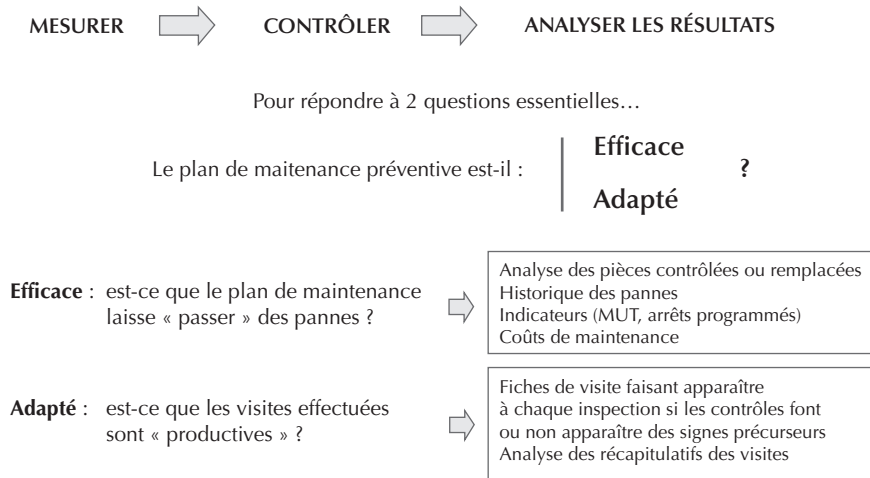 MESURER CONTRÔLER ANALYSER LES RÉSULTATS
Pour répondre à 2 questions essentielles…
Efficace
Le plan de maitenance préventive est-il : ?
Adapté
Efficace : est-ce que le plan de maintenance
laisse « passer » des pannes ?
Analyse des pièces contrôlées ou remplacées
Historique des pannes
Indicateurs (MUT, arrêts programmés)
Coûts de maintenance
Adapté : est-ce que les visites effectuées
sont « productives » ?
Fiches de visite faisant apparaître
à chaque inspection si les contrôles font
ou non apparaître des signes précurseurs
Analyse des récapitulatifs des visites